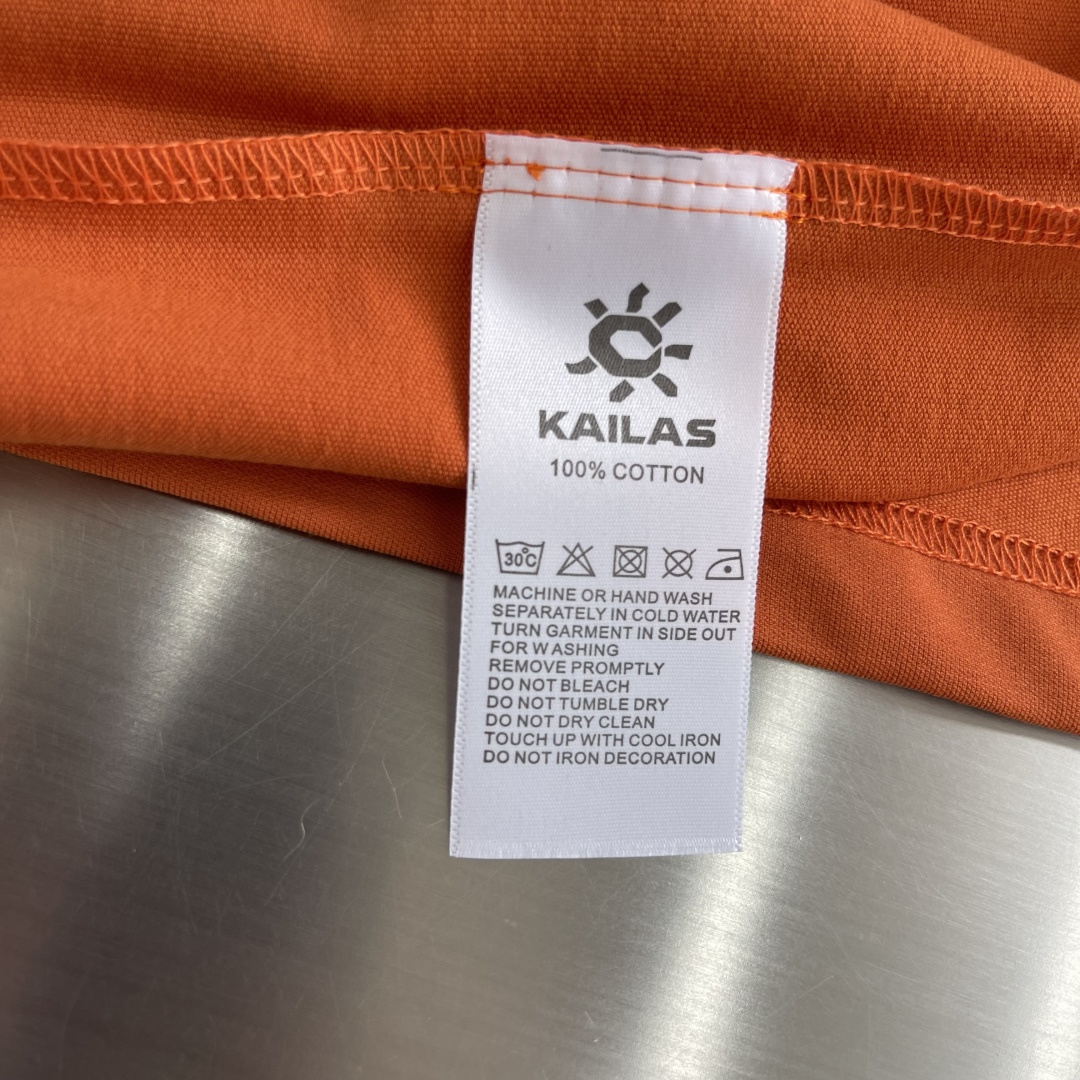 KAILAS
100% COTTON
30°C
MACHINE OR HAND WASH
SEPARATELY IN COLD WATER
TURN GARMENT IN SIDE OUT
FOR WASHING
REMOVE PROMPTLY
DO NOT BLEACH
DO NOT TUMBLE DRY
DO NOT DRY CLEAN
TOUCH UP WITH COOL IRON
DO NOT IRON DECORATION